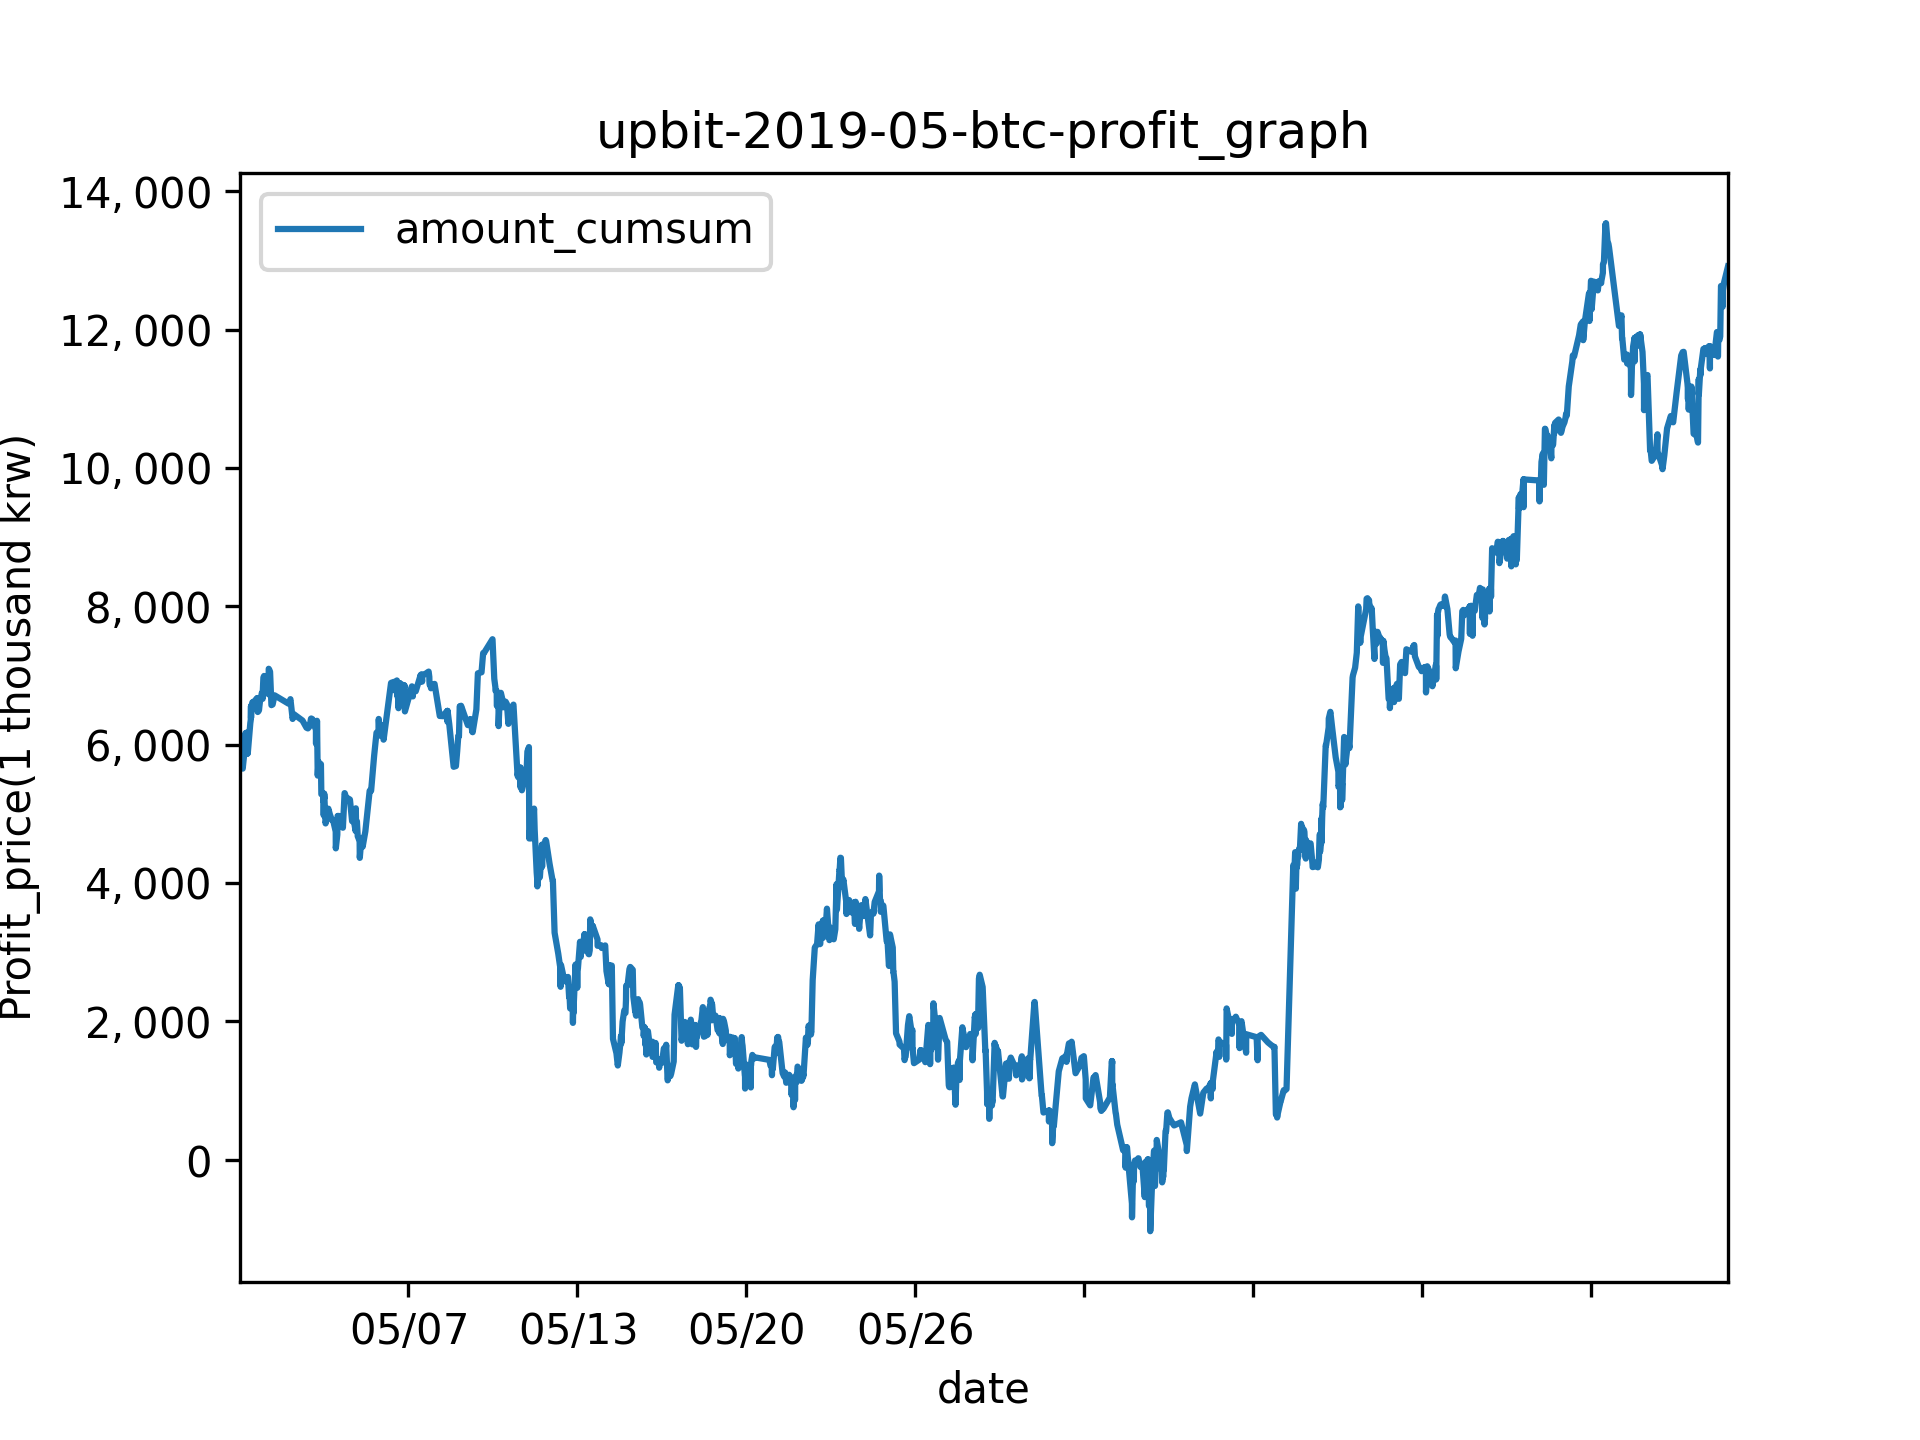 upbit-2019-05-btc-profit_graph
amount_cumsum
14,000
12,000
10,000
8,000
6,000
4,000
2,000
0
Profit_price(1 thousand krw)
05/07 05/13 05/20 05/26
date